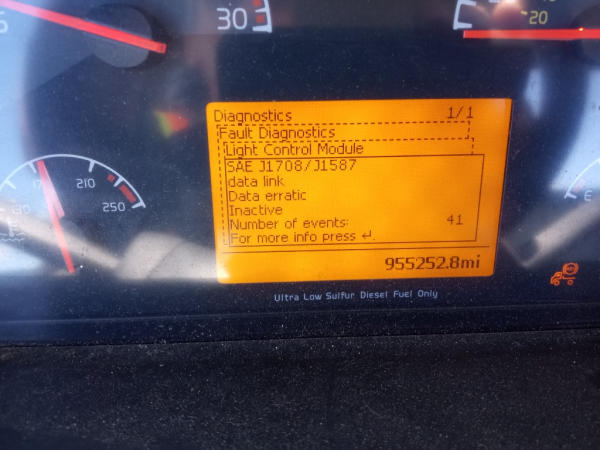 30
20
Diagnostics 1/1
Fault Diagnostics
Light Control Module
SAE J1708/J1587
data link
Data erratic
Inactive
Number of events: 41
For more info press ↵.
210
250
E
955252.8mi
Ultra Low Sulfur Diesel Fuel Only